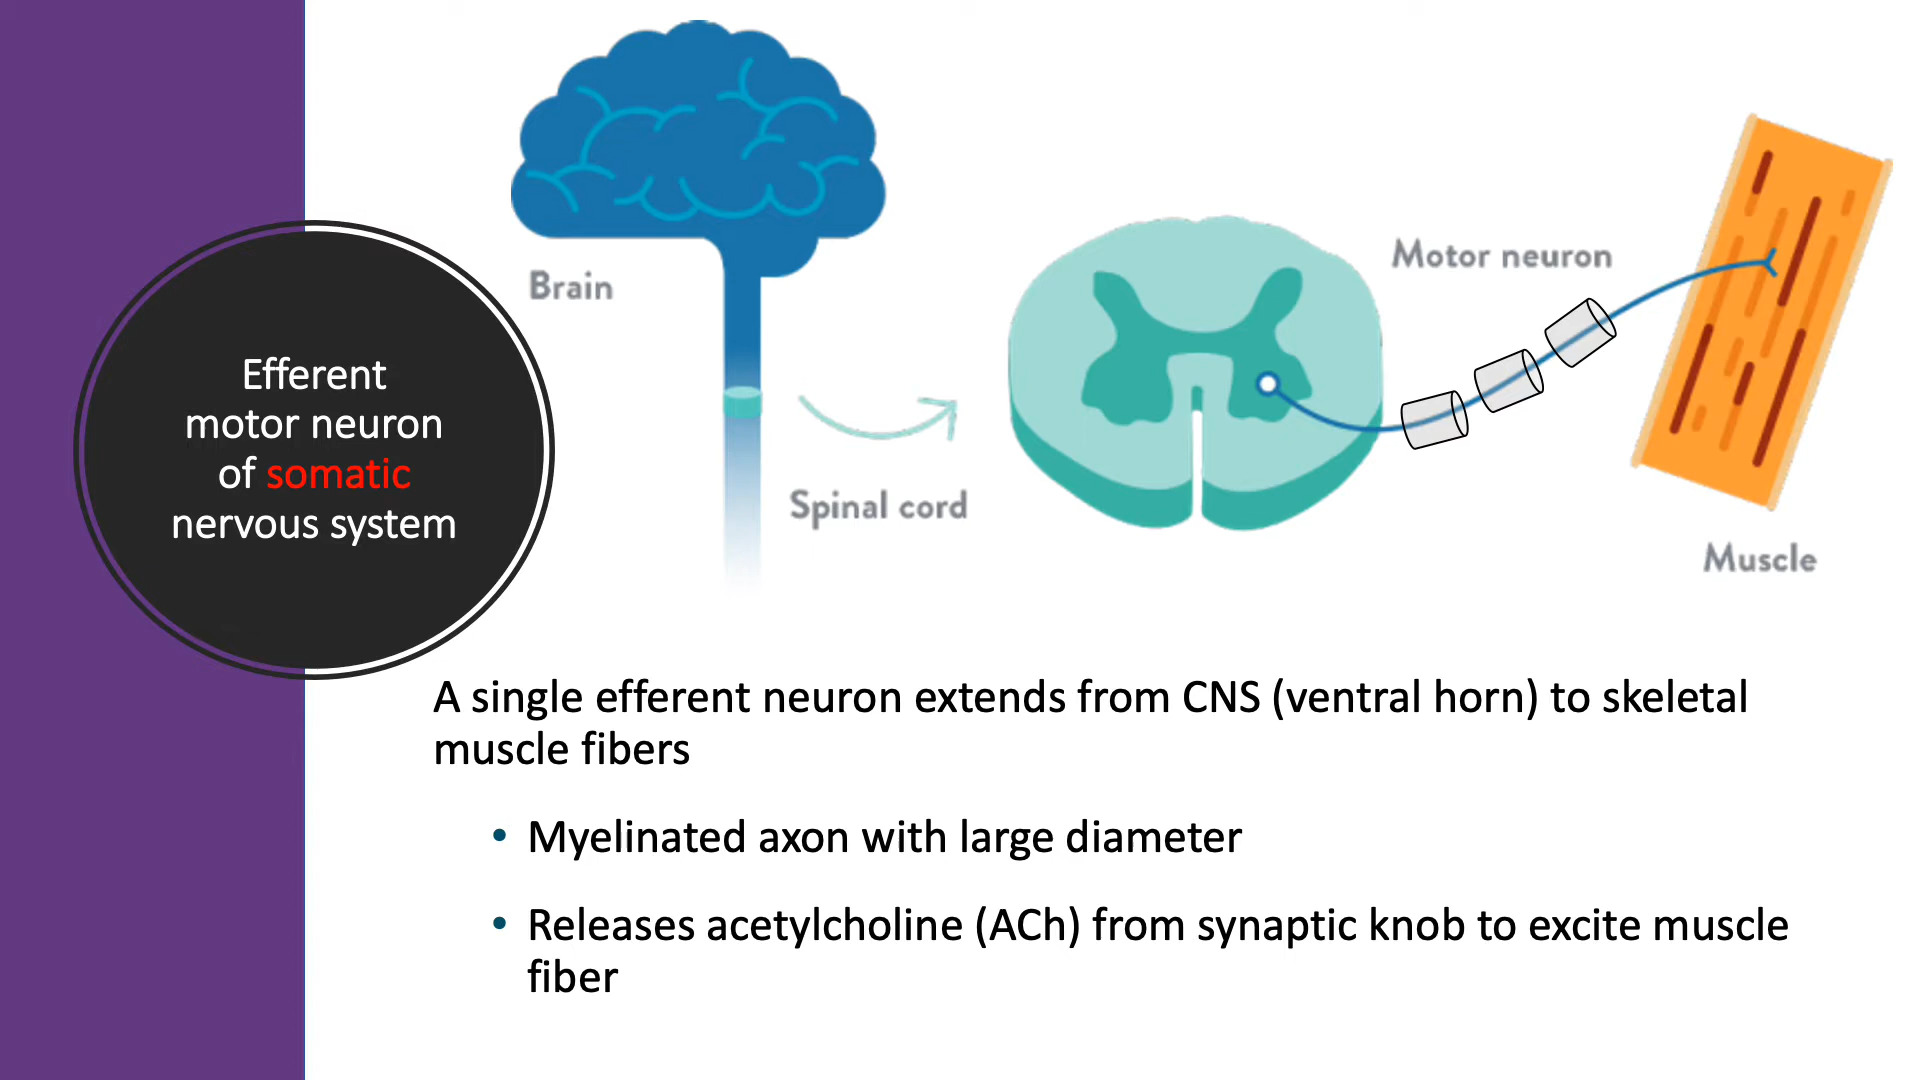 Efferent
motor neuron
of somatic
nervous system
Brain
Spinal cord
Motor neuron
Muscle
A single efferent neuron extends from CNS (ventral horn) to skeletal
muscle fibers
• Myelinated axon with large diameter
• Releases acetylcholine (ACh) from synaptic knob to excite muscle
fiber